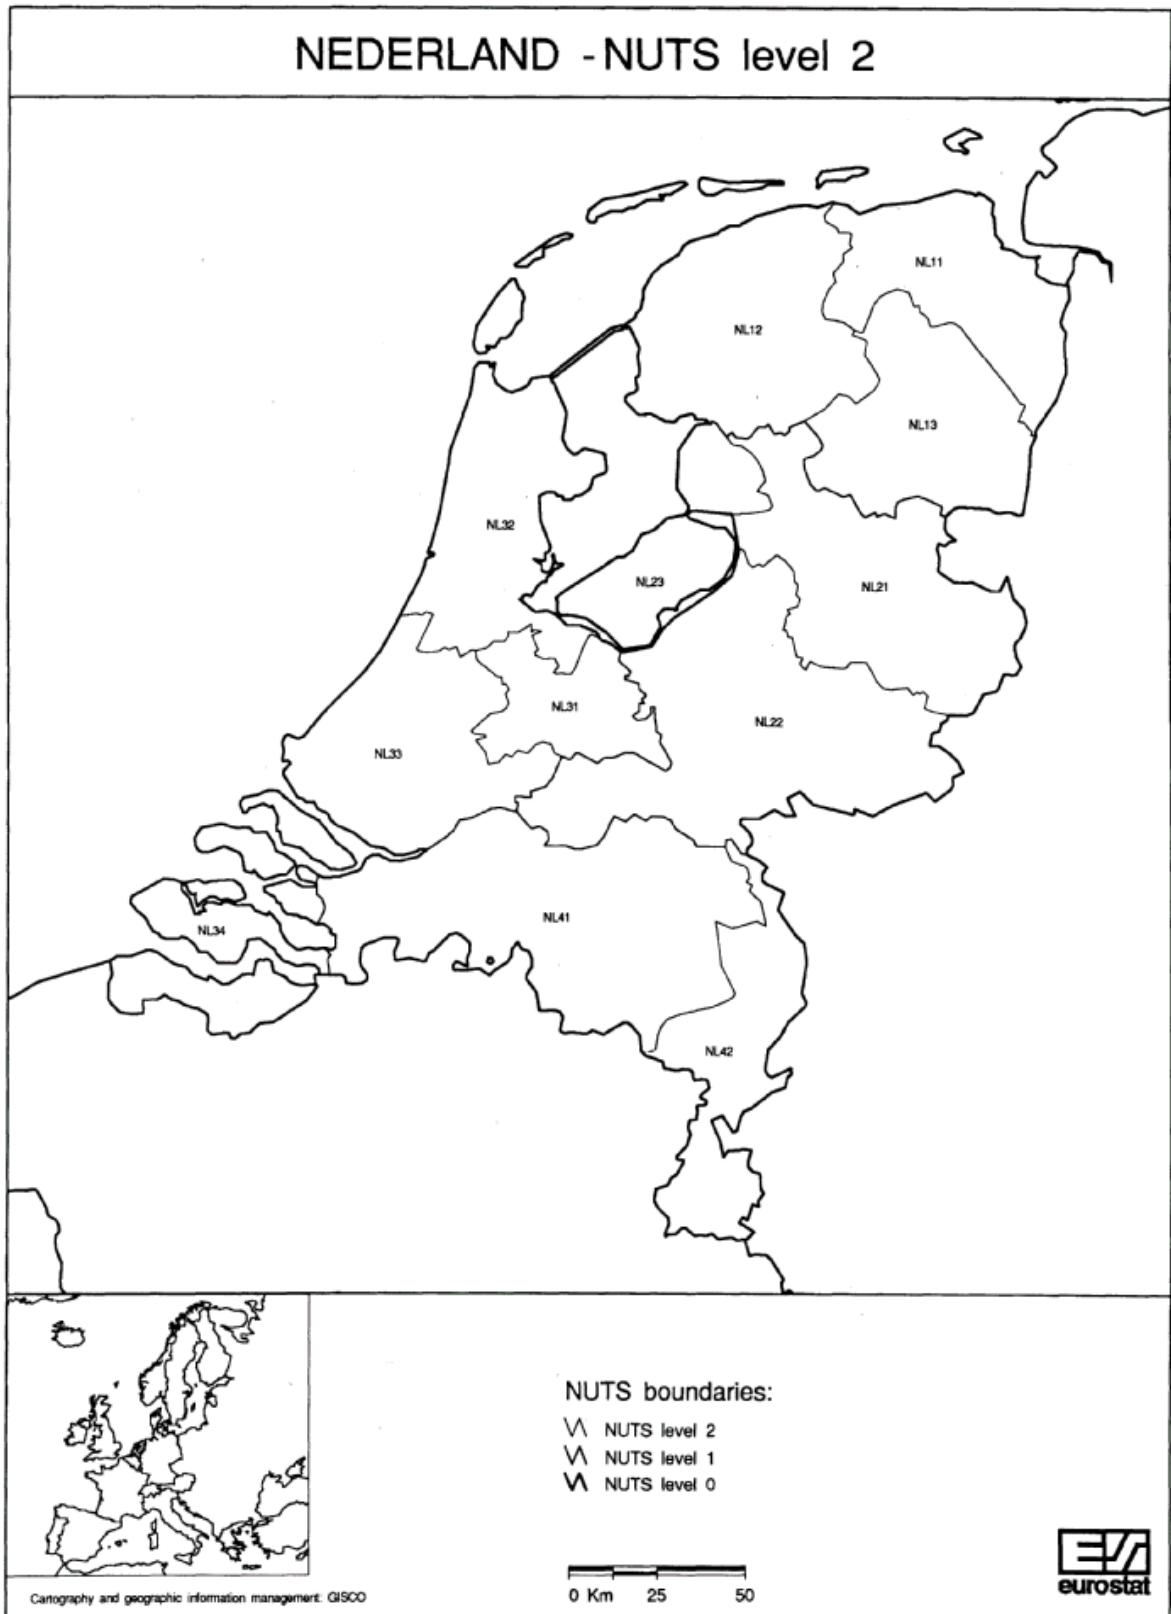 NEDERLAND - NUTS level 2
NL11
NL12
NL13
NL32
NL23
NL21
NL31
NL22
NL33
NL41
NL34
NL42
NUTS boundaries:
NUTS level 2
NUTS level 1
NUTS level 0
0 Km 25 50
eurostat
Cartography and geographic information management: GISCO